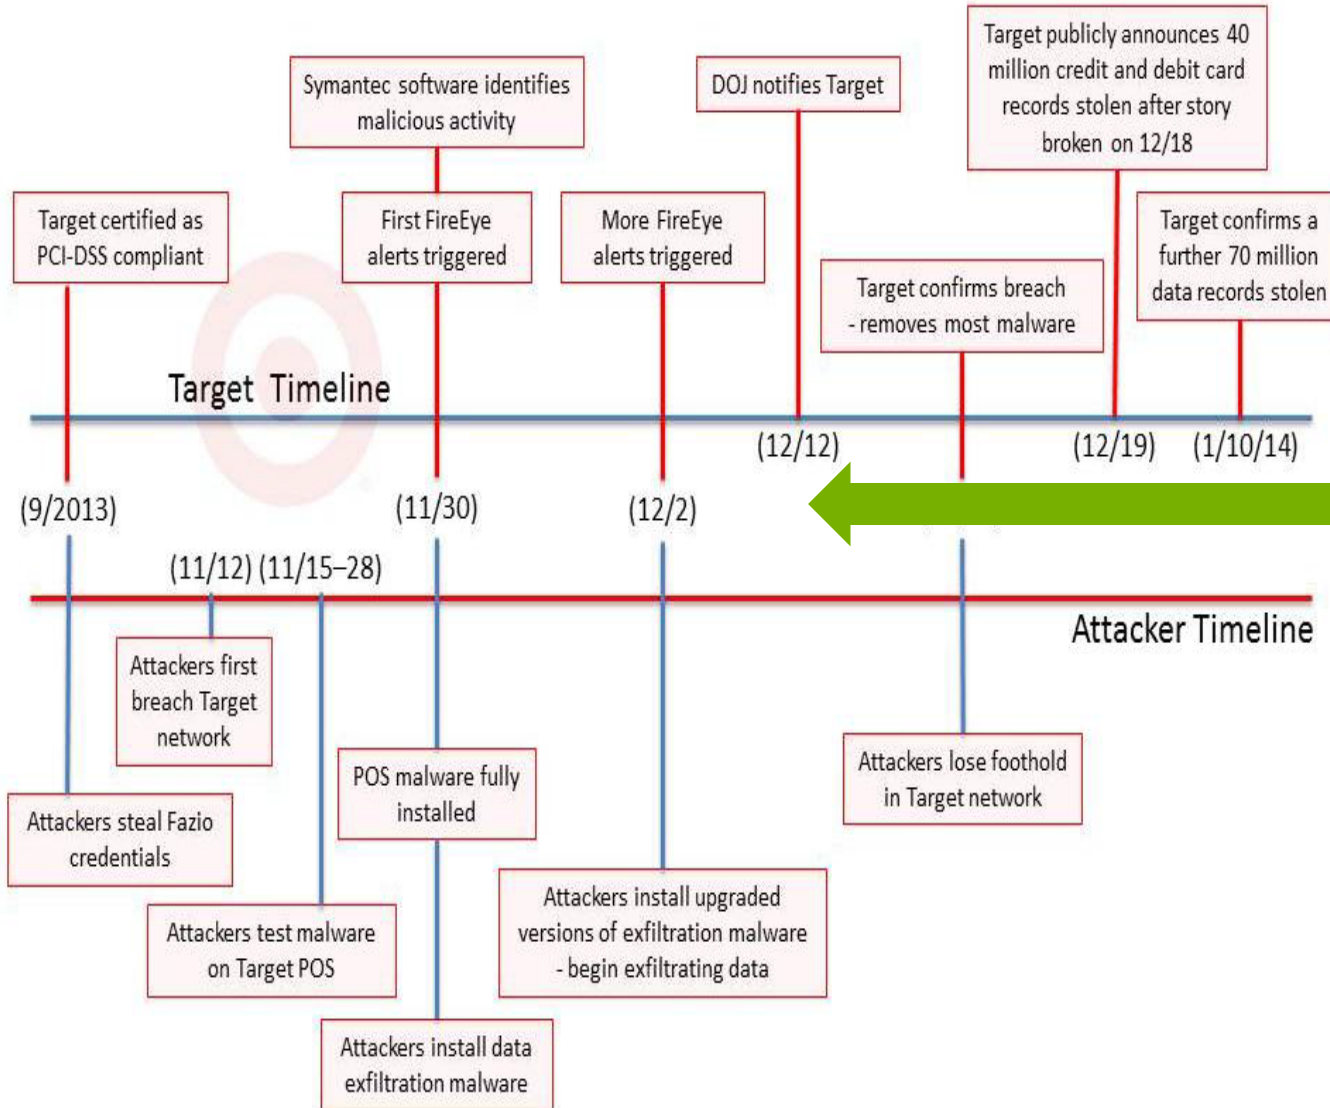 Target publicly announces 40
million credit and debit card
records stolen after story
broken on 12/18
Symantec software identifies
malicious activity
DOJ notifies Target
Target certified as
PCI-DSS compliant
First FireEye
alerts triggered
More FireEye
alerts triggered
Target confirms breach
- removes most malware
Target confirms a
further 70 million
data records stolen
Target Timeline
(12/12)
(12/19)
(1/10/14)
(9/2013)
(11/30)
(12/2)
(11/12)
(11/15–28)
Attacker Timeline
Attackers first
breach Target
network
Attackers steal Fazio
credentials
Attackers test malware
on Target POS
POS malware fully
installed
Attackers install data
exfiltration malware
Attackers install upgraded
versions of exfiltration malware
- begin exfiltrating data
Attackers lose foothold
in Target network